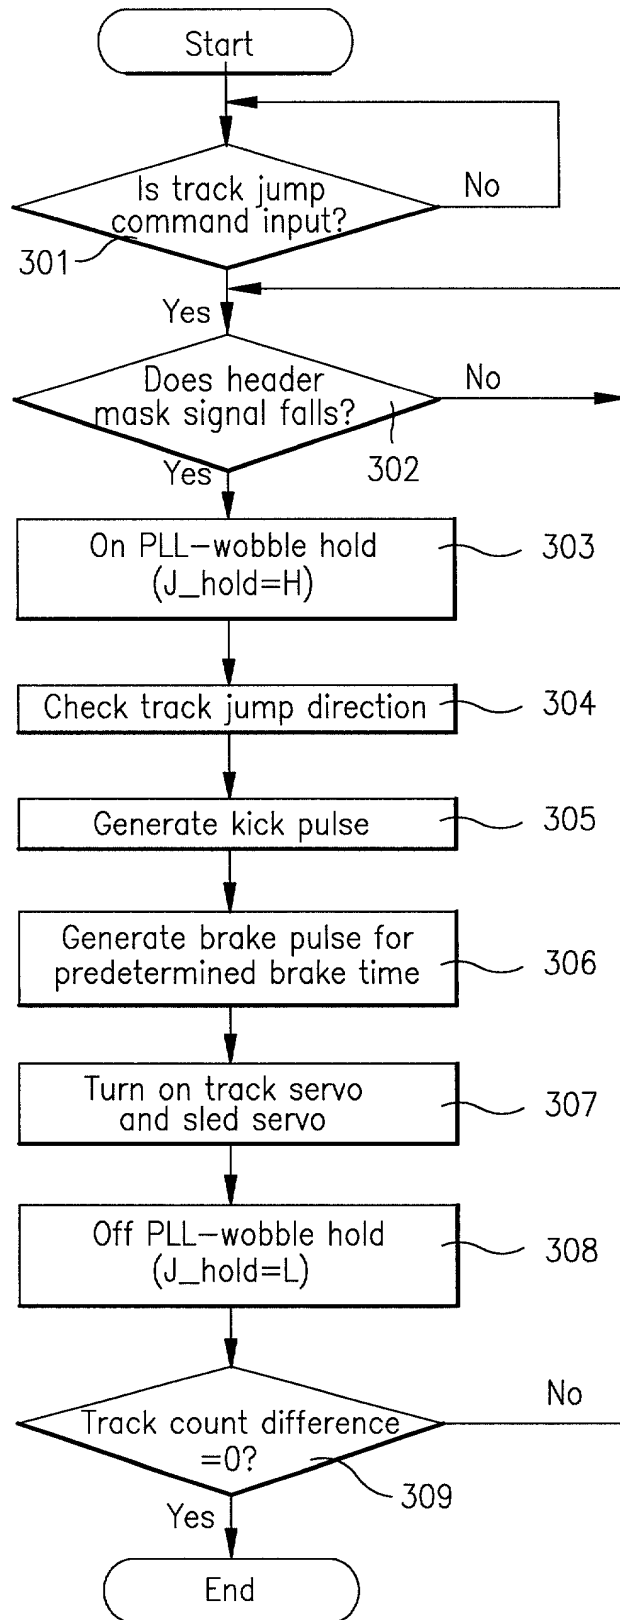 Start
Is track jump
command input?
No
301
Yes
Does header
mask signal falls?
No
302
Yes
On PLL-wobble hold
(J_hold=H)
303
Check track jump direction
304
Generate kick pulse
305
Generate brake pulse for
predetermined brake time
306
Turn on track servo
and sled servo
307
Off PLL-wobble hold
(J_hold=L)
308
Track count difference
=0?
No
309
Yes
End